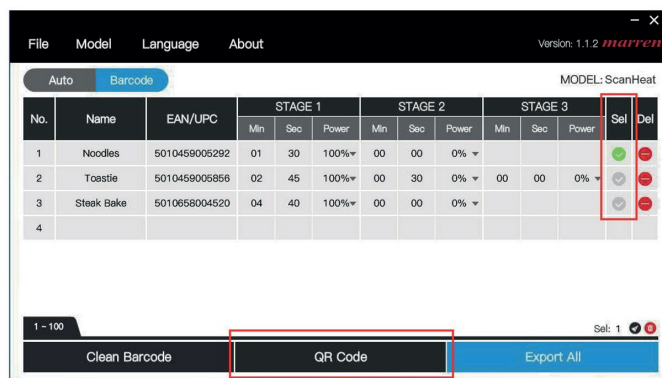 File Model Language About Version: 1.1.2 marren
Auto Barcode MODEL: ScanHeat
No. Name EAN/UPC STAGE 1 STAGE 2 STAGE 3 Sel Del
Min Sec Power Min Sec Power Min Sec Power
1 Noodles 5010459005292 01 30 100% 00 00 0%
2 Toastie 5010459005856 02 45 100% 00 30 0% 00 00 0%
3 Steak Bake 5010658004520 04 40 100% 00 00 0%
4
1 ~ 100 Sel: 1
Clean Barcode QR Code Export All